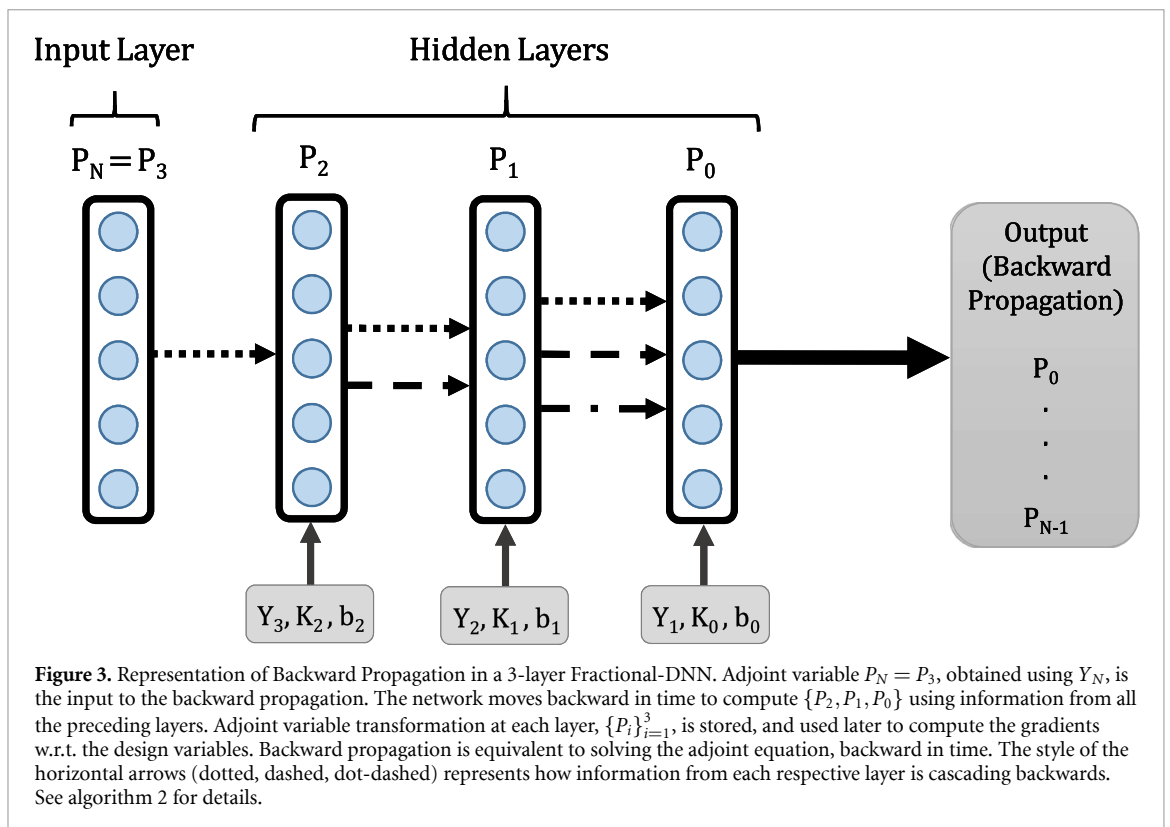 Input Layer
Hidden Layers
P_N = P_3
P_2
P_1
P_0
Output
(Backward
Propagation)
P_0
.
.
.
P_{N-1}
Y_3, K_2, b_2
Y_2, K_1, b_1
Y_1, K_0, b_0
Figure 3. Representation of Backward Propagation in a 3-layer Fractional-DNN. Adjoint variable P_N = P_3, obtained using Y_N, is
the input to the backward propagation. The network moves backward in time to compute {P_2, P_1, P_0} using information from all
the preceding layers. Adjoint variable transformation at each layer, {P_i}_{i=1}^3, is stored, and used later to compute the gradients
w.r.t. the design variables. Backward propagation is equivalent to solving the adjoint equation, backward in time. The style of the
horizontal arrows (dotted, dashed, dot-dashed) represents how information from each respective layer is cascading backwards.
See algorithm 2 for details.